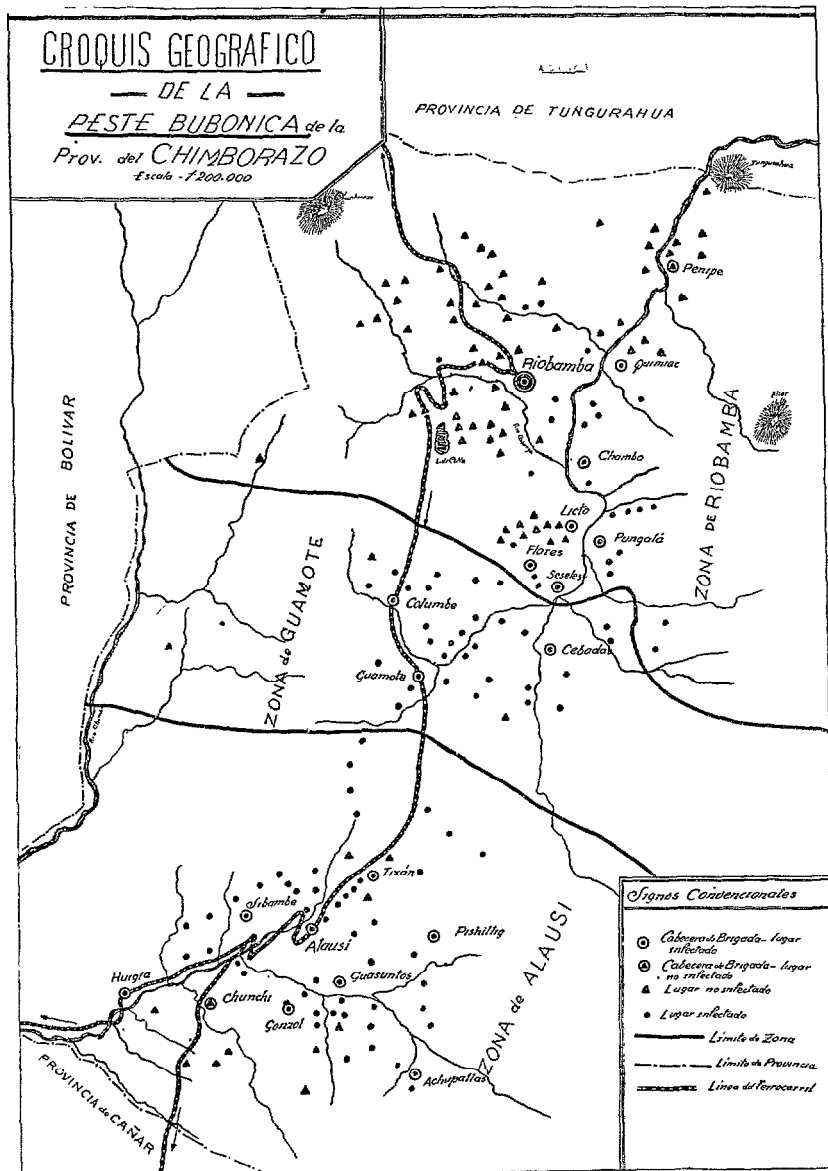 CROQUIS GEOGRAFICO
DE LA
PESTE BUBONICA de la
Prov. del CHIMBORAZO
Escala - 1'200.000
PROVINCIA DE TUNGURAHUA
Tungurahua
Penipe
Quimiac
Riobamba
Altar
ZONA DE RIOBAMBA
Chambo
Licto
Pungalá
Flores
PROVINCIA DE BOLIVAR
ZONA de GUAMOTE
Columbe
Cebadas
Guamote
Tixán
Sibambe
Alausi
Pishillig
Huigra
Guasuntos
Chunchi
Gonzol
Achupallas
ZONA de ALAUSI
PROVINCIA de CAÑAR
Signos Convencionales
Cabecera de Brigada - lugar
infectado
Cabecera de Brigada - lugar
no infectado
Lugar no infectado
Lugar infectado
Límite de Zona
Límite de Provincia
Línea del Ferrocarril